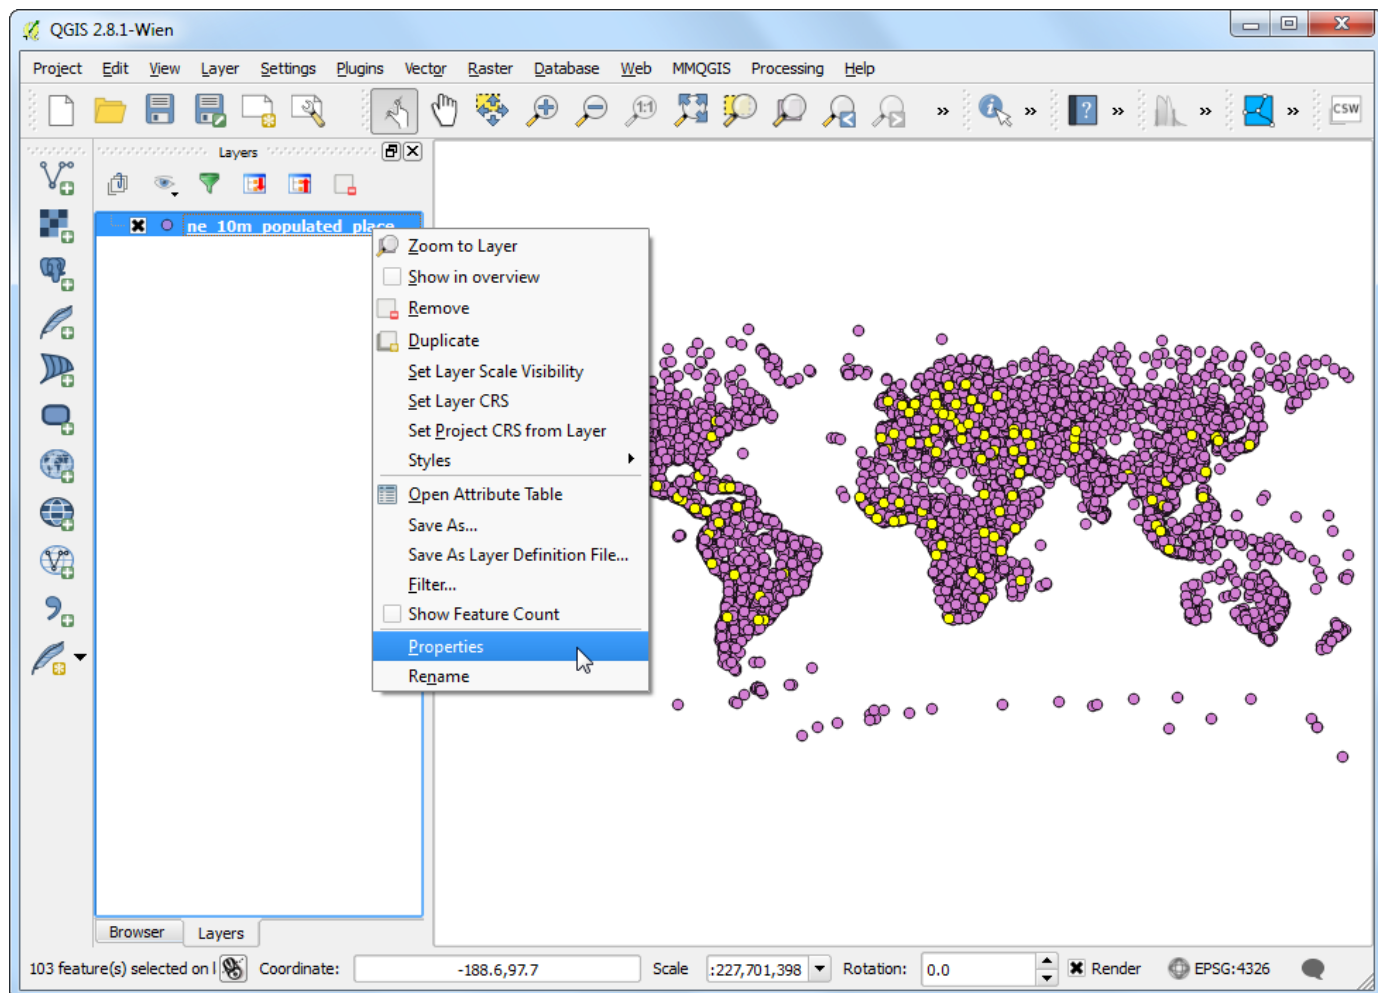 QGIS 2.8.1-Wien
Project Edit View Layer Settings Plugins Vector Raster Database Web MMQGIS Processing Help
1:1 » » ? » » » CSW
Layers
ne_10m_populated_place
Zoom to Layer
Show in overview
Remove
Duplicate
Set Layer Scale Visibility
Set Layer CRS
Set Project CRS from Layer
Styles
Open Attribute Table
Save As...
Save As Layer Definition File...
Filter...
Show Feature Count
Properties
Rename
Browser Layers
103 feature(s) selected on l Coordinate: -188.6,97.7 Scale :227,701,398 Rotation: 0.0 Render EPSG:4326